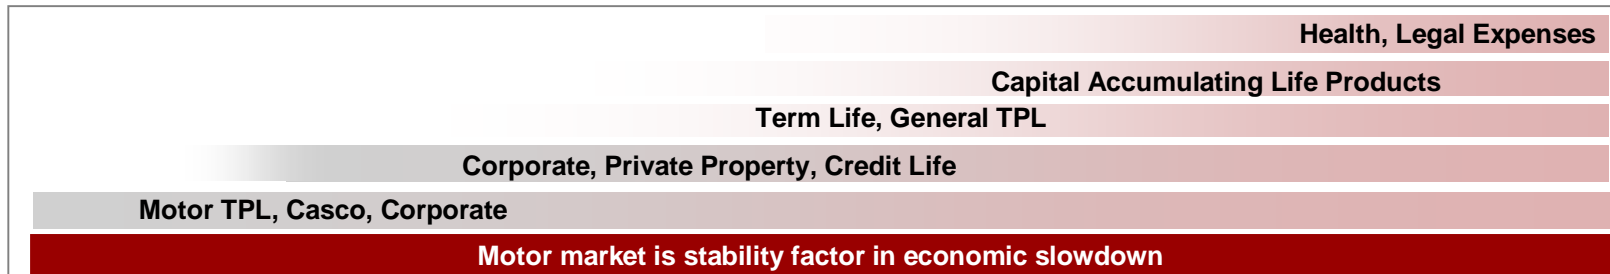 Health, Legal Expenses
Capital Accumulating Life Products
Term Life, General TPL
Corporate, Private Property, Credit Life
Motor TPL, Casco, Corporate
Motor market is stability factor in economic slowdown